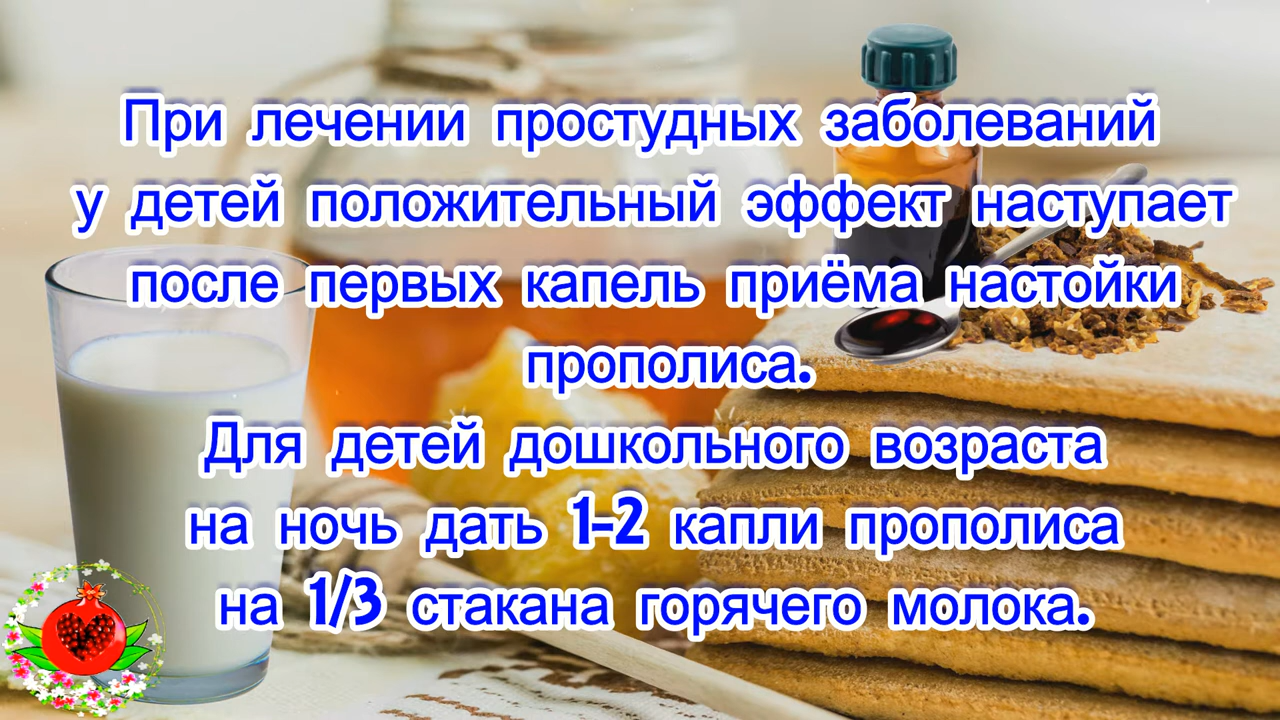 При лечении простудных заболеваний
у детей положительный эффект наступает
после первых капель приёма настойки
прополиса.
Для детей дошкольного возраста
на ночь дать 1-2 капли прополиса
на 1/3 стакана горячего молока.